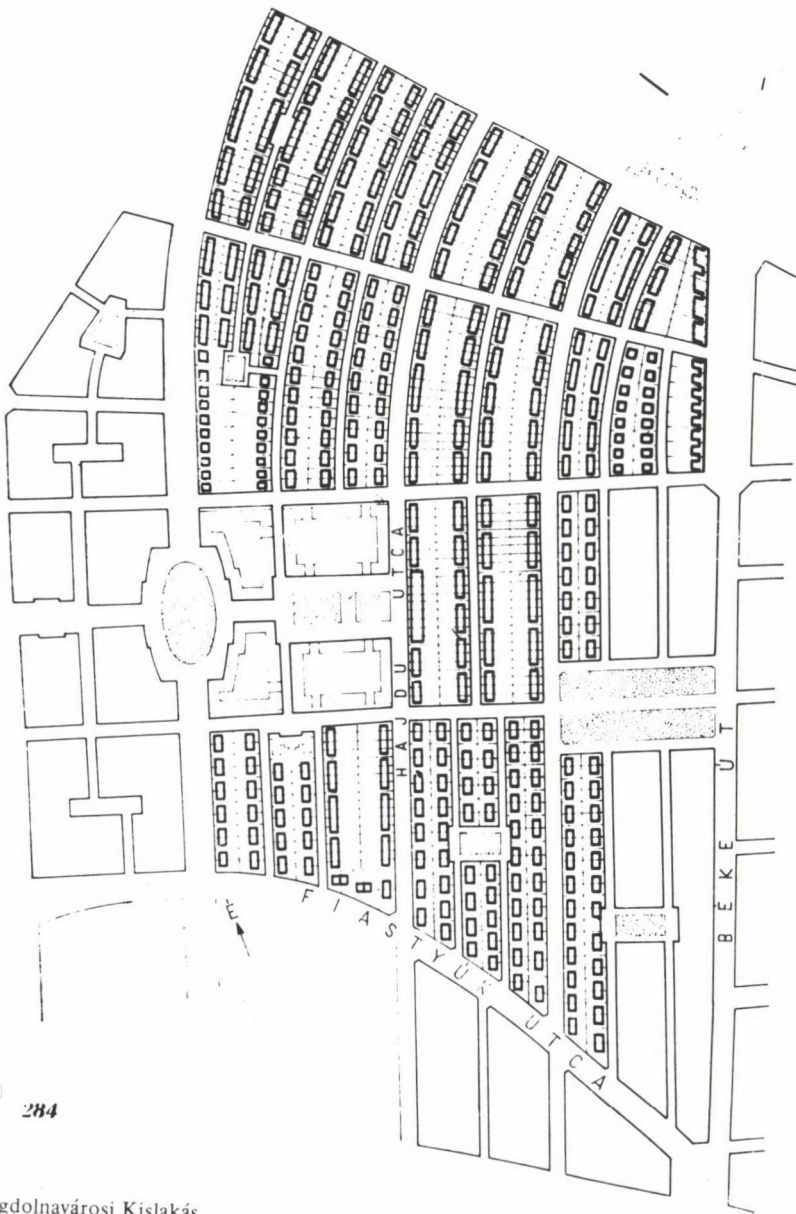 HAJDU UTCA
BÉKE ÚT
É
FIASTYÚK UTCA
284
gdolnavárosi Kislakás